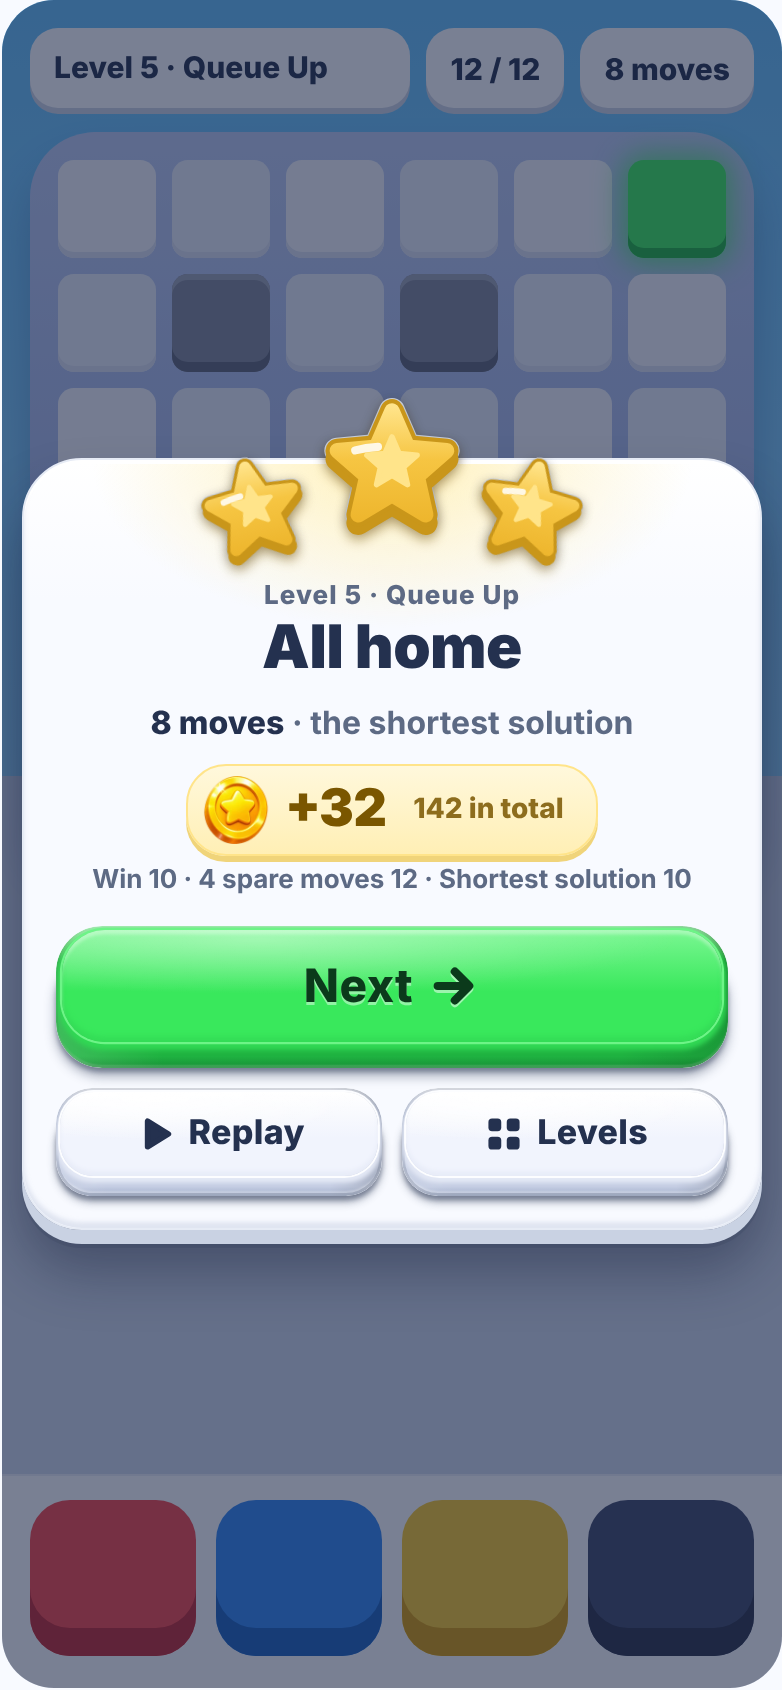 Level 5 · Queue Up
12 / 12
8 moves
Level 5 · Queue Up
All home
8 moves · the shortest solution
+32 142 in total
Win 10 · 4 spare moves 12 · Shortest solution 10
Next
Replay
Levels